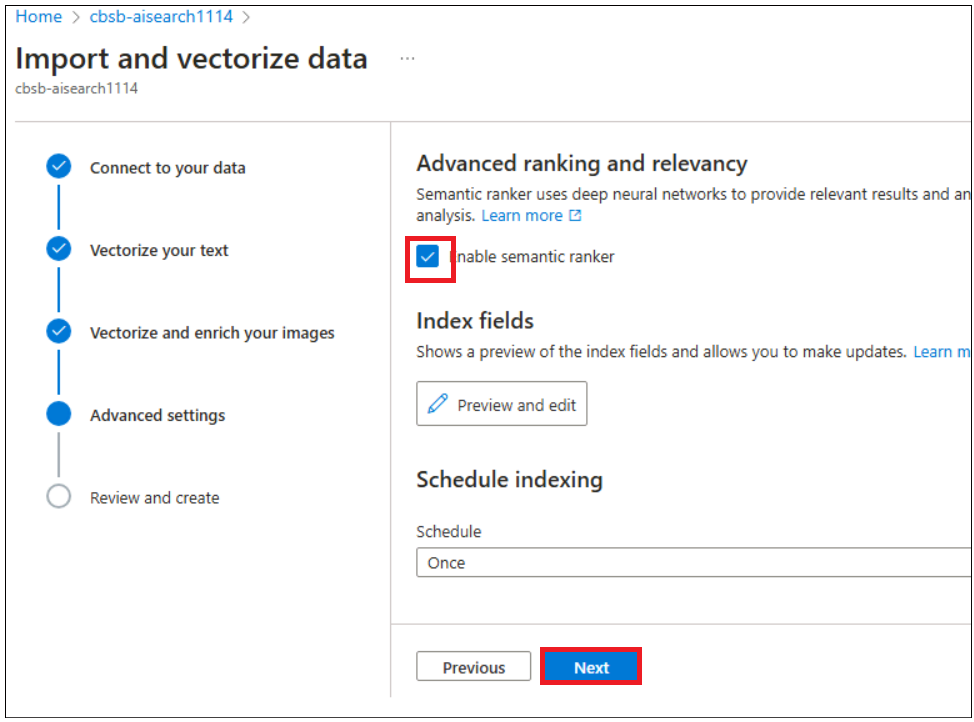 Home > cbsb-aisearch1114 >
Import and vectorize data ...
cbsb-aisearch1114
Connect to your data
Vectorize your text
Vectorize and enrich your images
Advanced settings
Review and create
Advanced ranking and relevancy
Semantic ranker uses deep neural networks to provide relevant results and an
analysis. Learn more
Enable semantic ranker
Index fields
Shows a preview of the index fields and allows you to make updates. Learn m
Preview and edit
Schedule indexing
Schedule
Once
Previous
Next